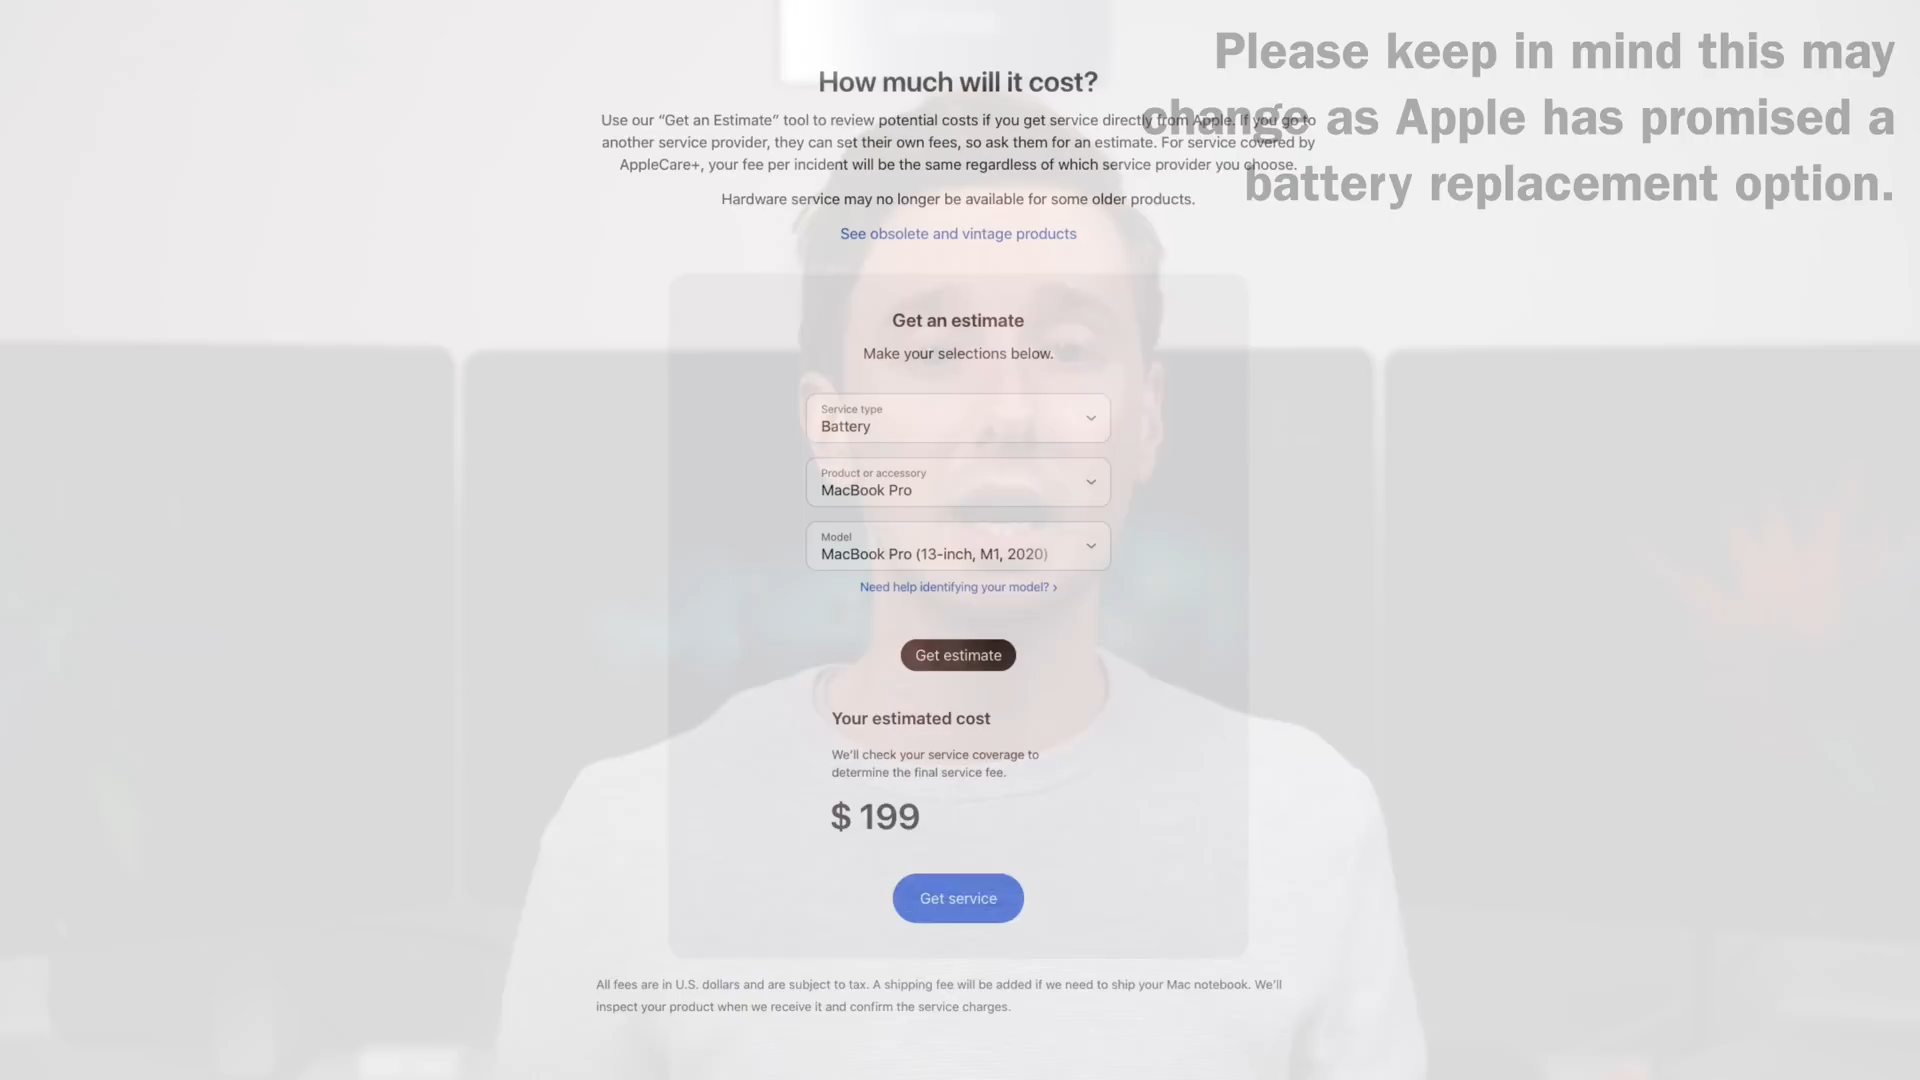 Please keep in mind this may
change as Apple has promised a
battery replacement option.
How much will it cost?
Use our “Get an Estimate” tool to review potential costs if you get service directly from Apple. If you go to
another service provider, they can set their own fees, so ask them for an estimate. For service covered by
AppleCare+, your fee per incident will be the same regardless of which service provider you choose.
Hardware service may no longer be available for some older products.
See obsolete and vintage products
Get an estimate
Make your selections below.
Service type
Battery
Product or accessory
MacBook Pro
Model
MacBook Pro (13-inch, M1, 2020)
Need help identifying your model? ›
Get estimate
Your estimated cost
We’ll check your service coverage to
determine the final service fee.
$ 199
Get service
All fees are in U.S. dollars and are subject to tax. A shipping fee will be added if we need to ship your Mac notebook. We’ll
inspect your product when we receive it and confirm the service charges.